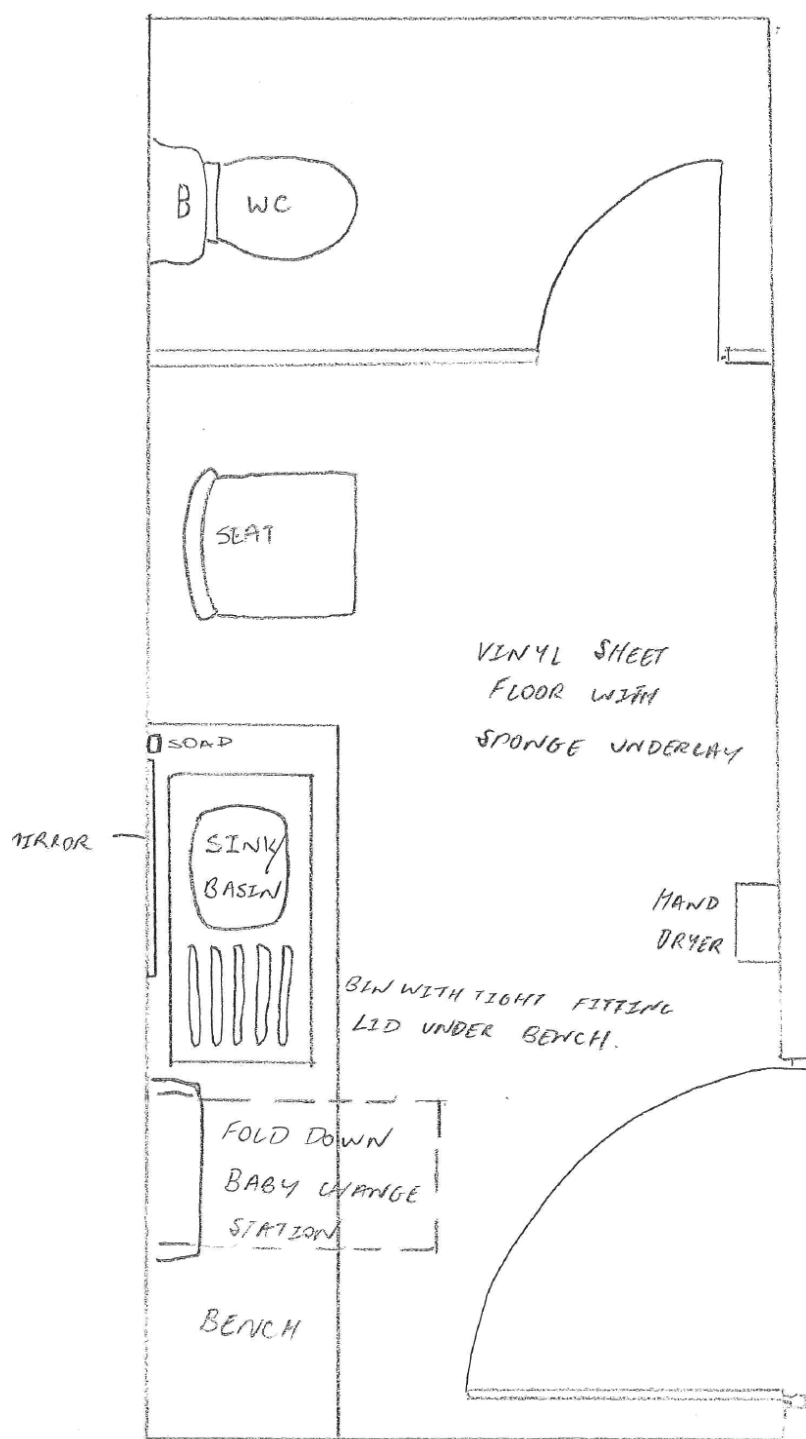 B WC
SEAT
VINYL SHEET
FLOOR WITH
SPONGE UNDERLAY
SOAP
MIRROR
SINK/
BASIN
HAND
DRYER
BIN WITH TIGHT FITTING
LID UNDER BENCH.
FOLD DOWN
BABY CHANGE
STATION
BENCH